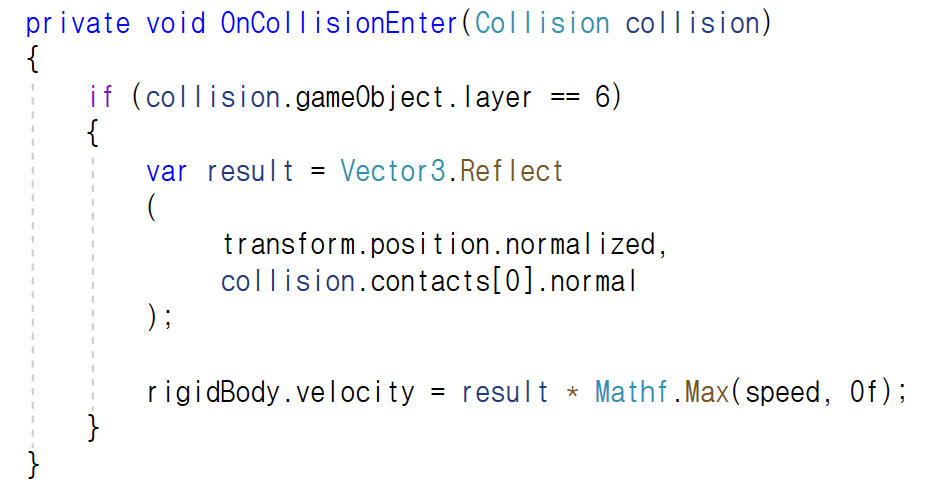 private void OnCollisionEnter(Collision collision)
{
if (collision.gameObject.layer == 6)
{
var result = Vector3.Reflect
(
transform.position.normalized,
collision.contacts[0].normal
);
rigidBody.velocity = result * Mathf.Max(speed, 0f);
}
}